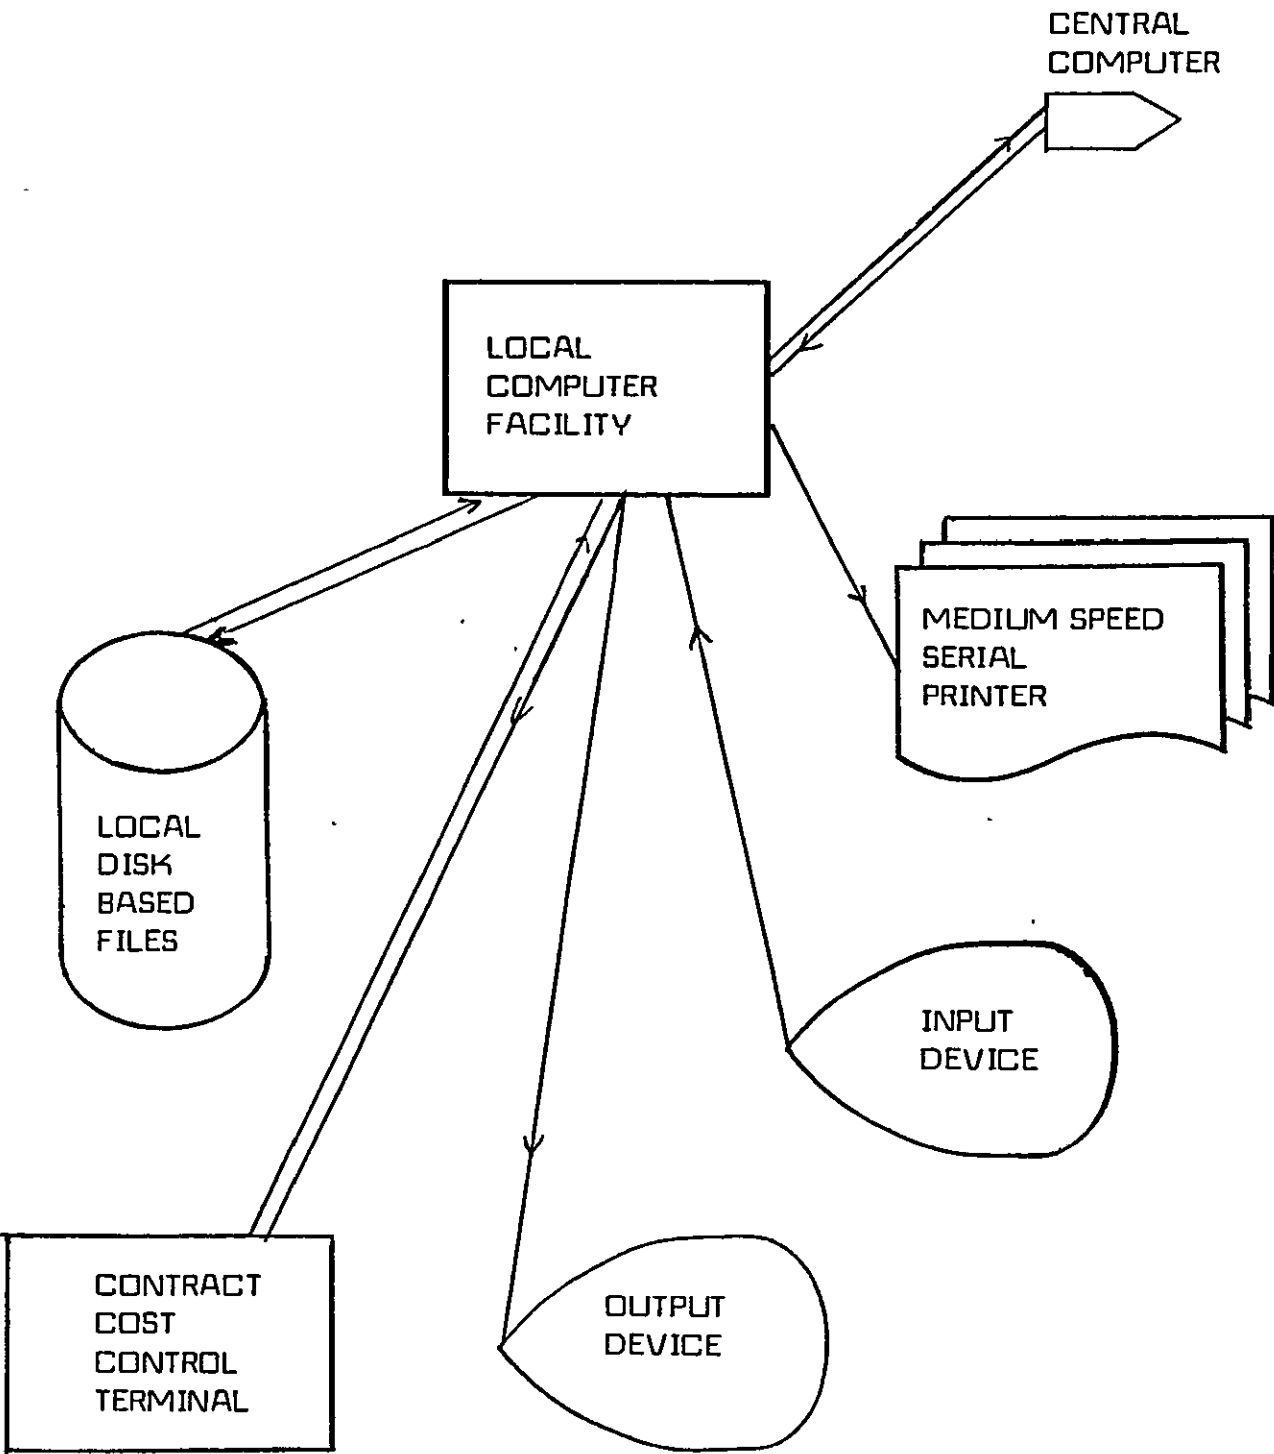 CENTRAL
COMPUTER
LOCAL
COMPUTER
FACILITY
MEDIUM SPEED
SERIAL
PRINTER
LOCAL
DISK
BASED
FILES
INPUT
DEVICE
CONTRACT
COST
CONTROL
TERMINAL
OUTPUT
DEVICE